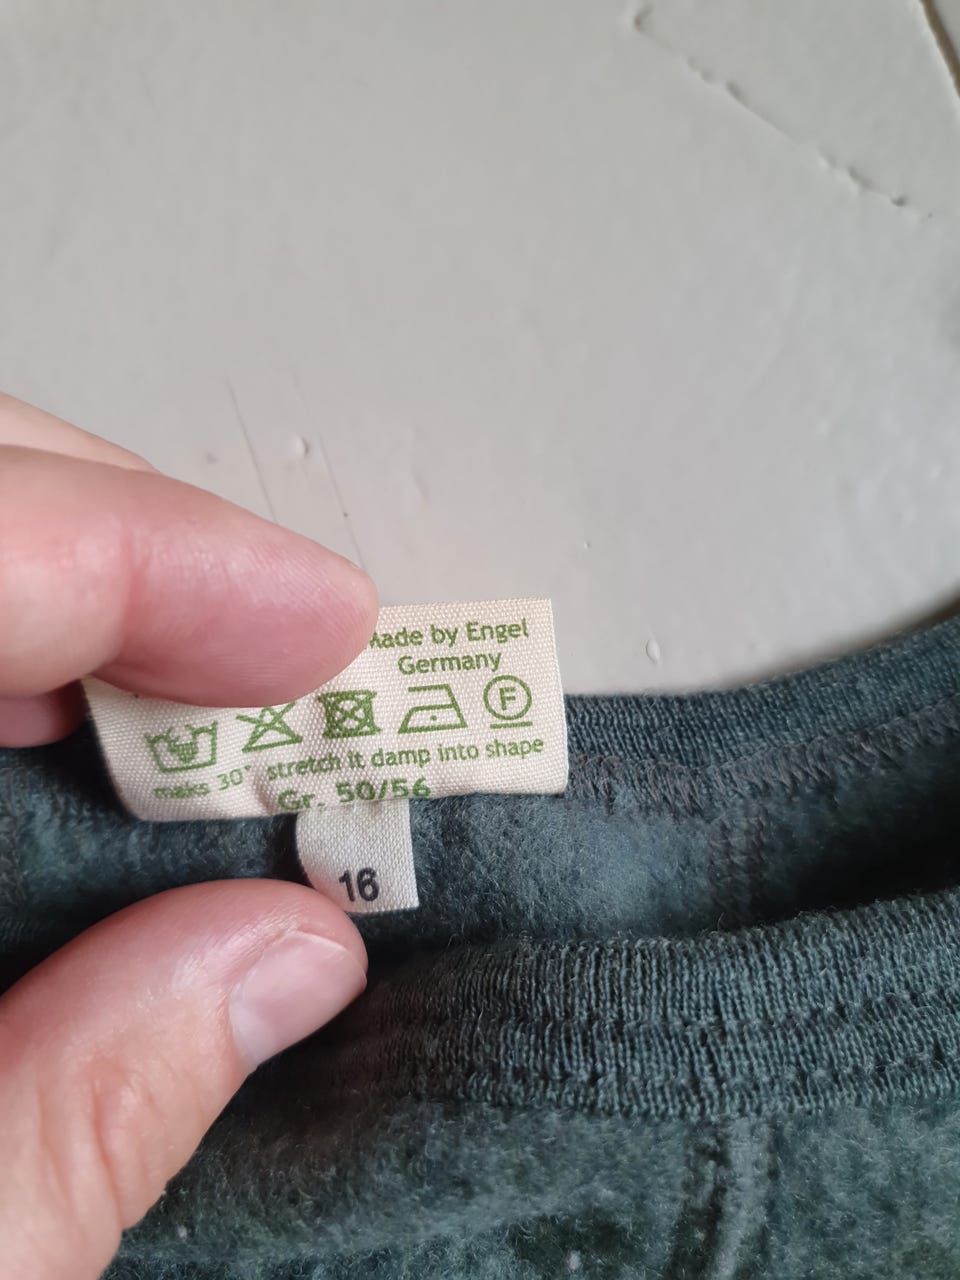 Made by Engel
Germany
F
maks 30° stretch it damp into shape
Gr. 50/56
16